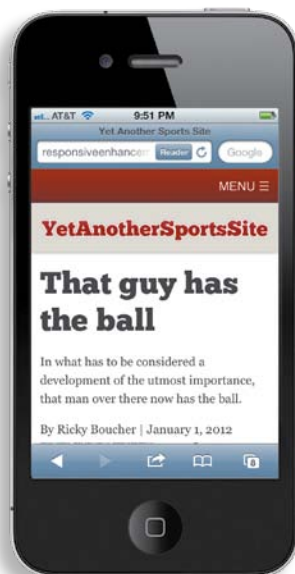 AT&T 9:51 PM
Yet Another Sports Site
responsiveenhancem Reader Google
MENU
YetAnotherSportsSite
That guy has
the ball
In what has to be considered a
development of the utmost importance,
that man over there now has the ball.
By Ricky Boucher | January 1, 2012
8